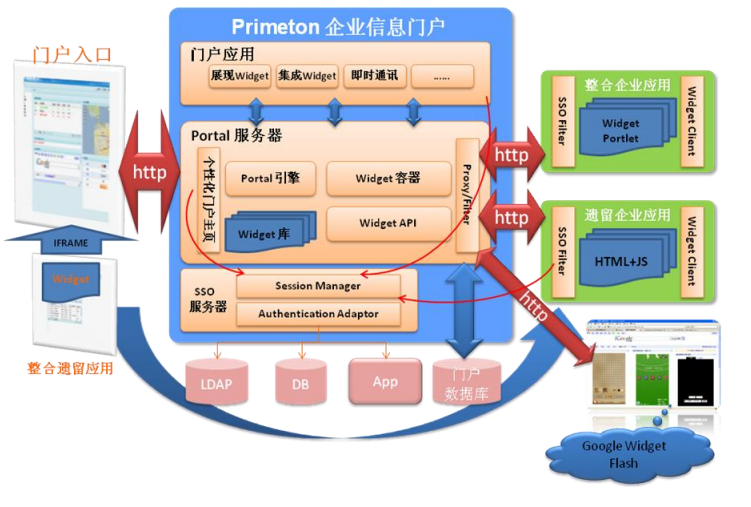 Primeton 企业信息门户
门户入口
门户应用
展现Widget
集成Widget
即时通讯
......
Portal 服务器
个性化门户主页
Portal 引擎
Widget 容器
Widget 库
Widget API
Proxy/Filter
SSO
服务器
Session Manager
Authentication Adaptor
http
http
http
http
整合企业应用
SSO Filter
Widget
Portlet
Widget Client
遗留企业应用
SSO Filter
HTML+JS
Widget Client
IFRAME
Widget
整合遗留应用
LDAP
DB
App
门户
数据库
iGoogle
Google Widget
Flash